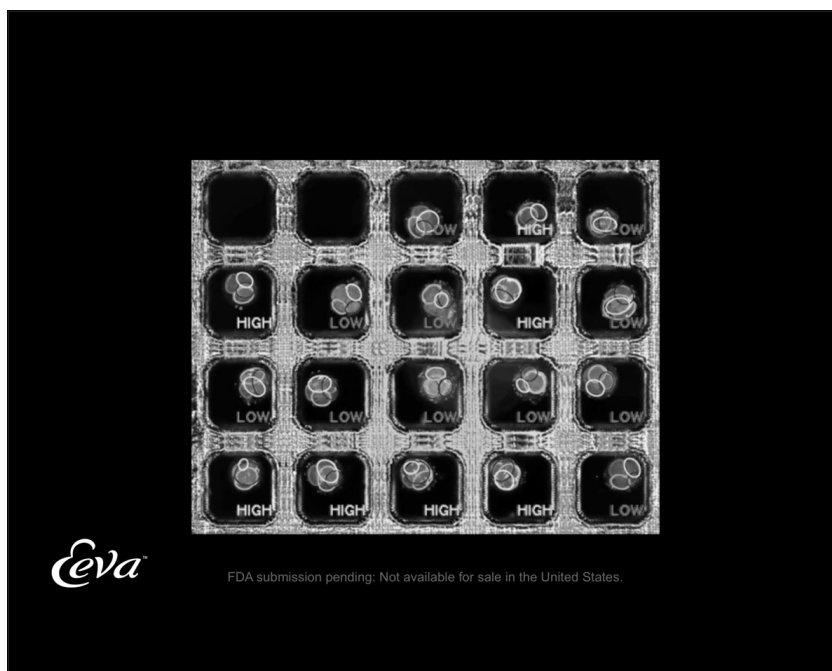 LOW HIGH LOW
HIGH LOW LOW HIGH LOW
LOW LOW LOW LOW LOW
HIGH HIGH HIGH HIGH LOW
Eeva™
FDA submission pending: Not available for sale in the United States.